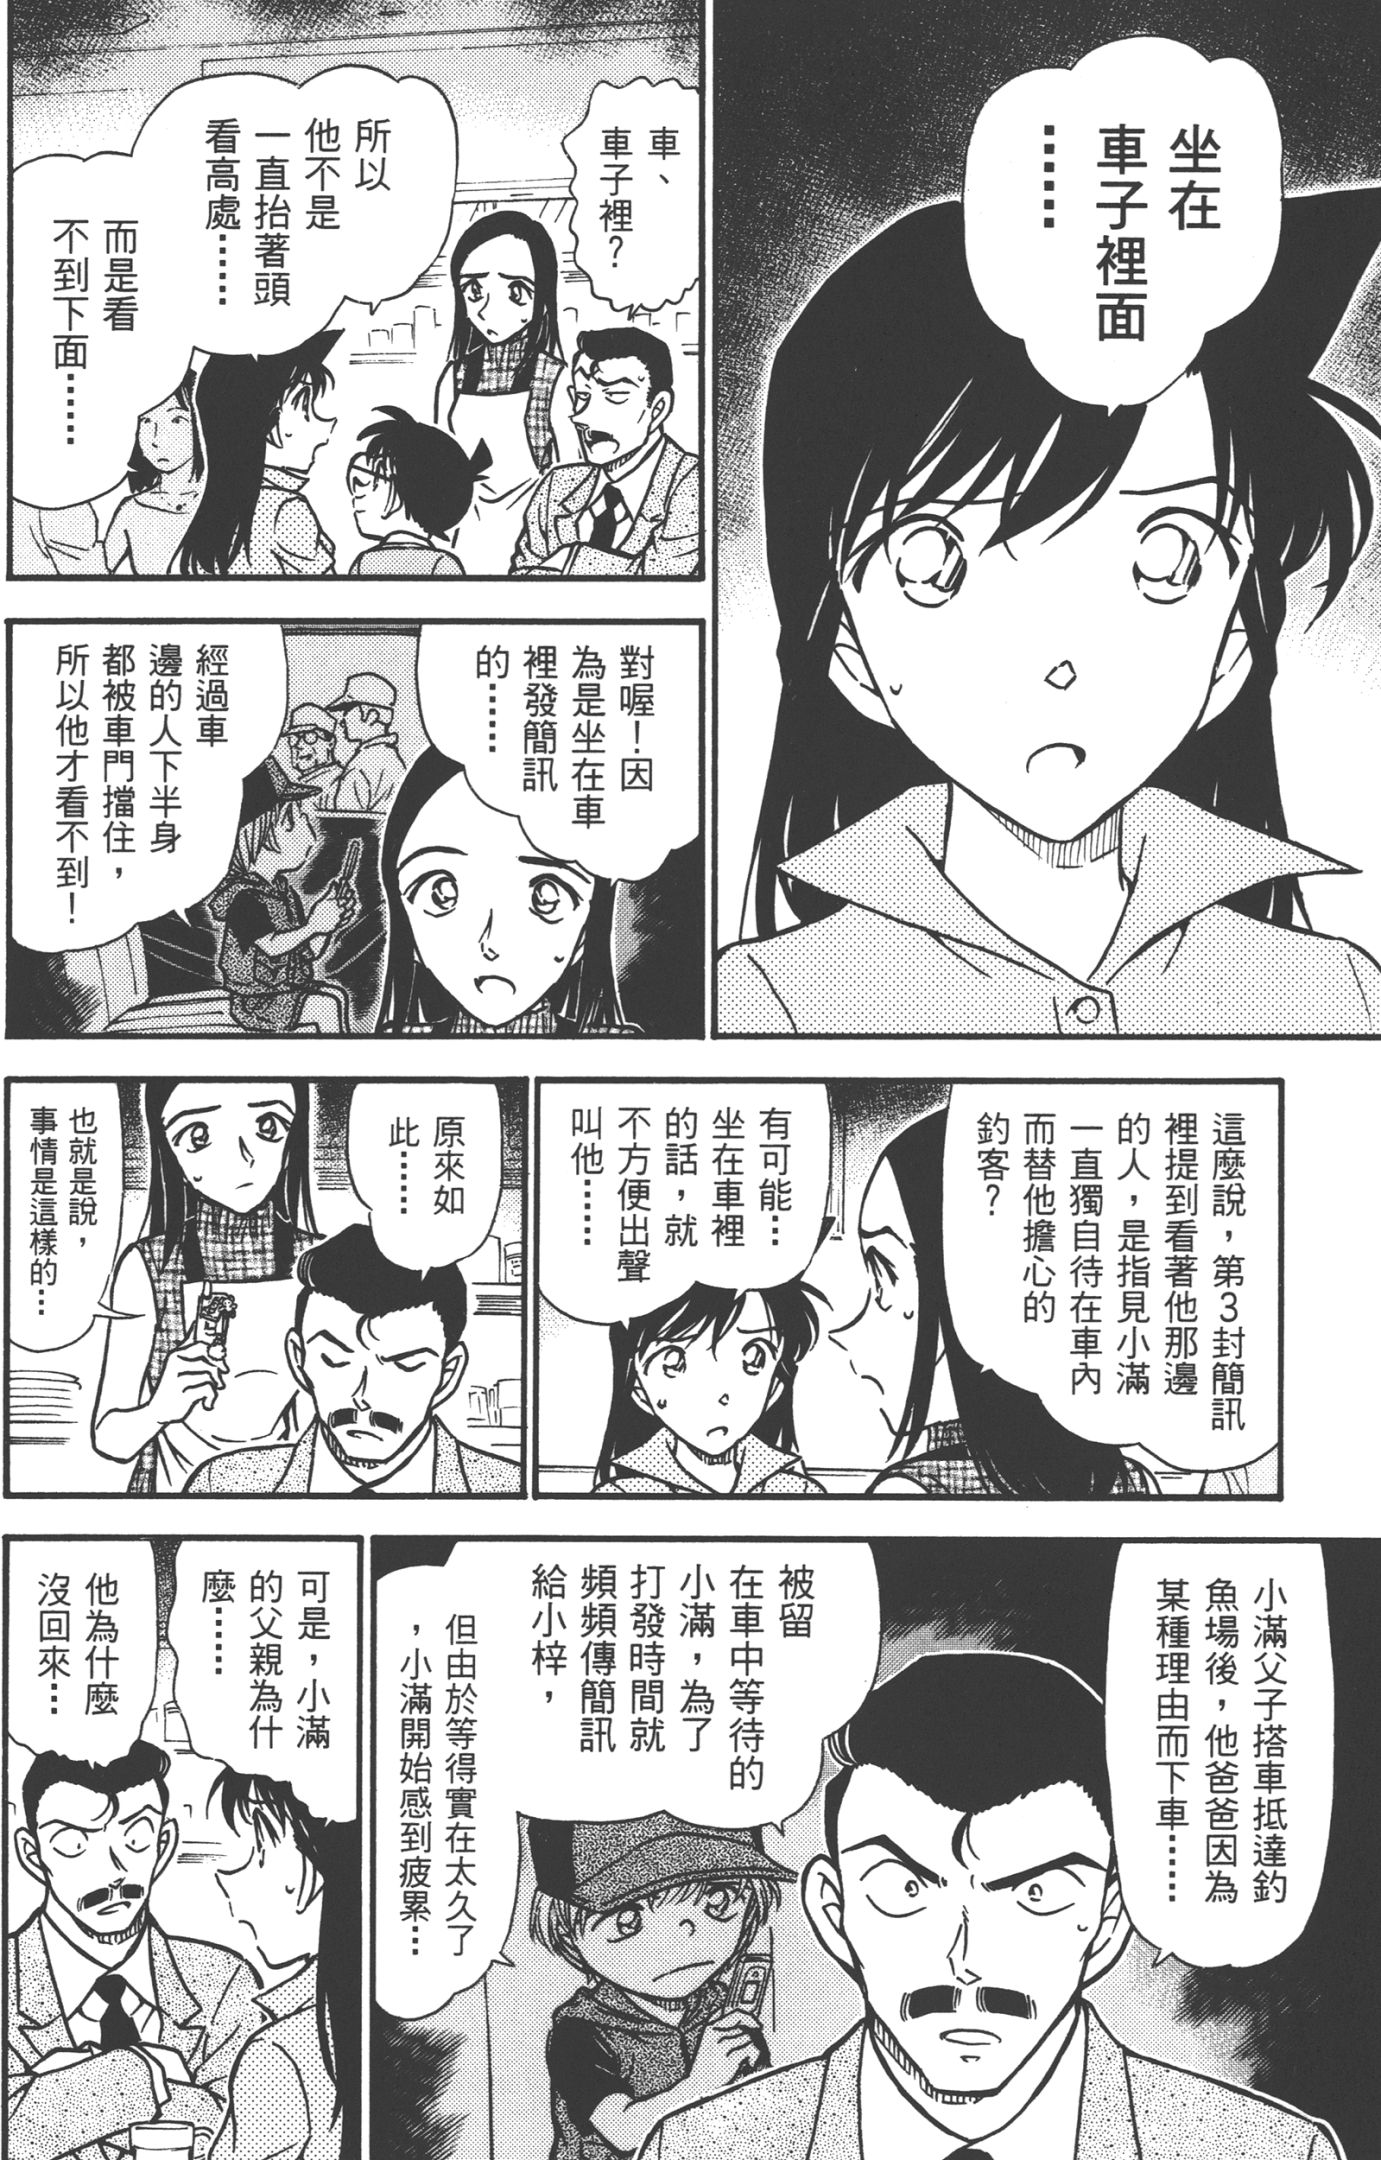 坐在
車子裡面
……
車、
車子裡?
所以
他不是
一直抬著頭
看高處……
而是看
不到下面……
對喔!因
為是坐在車
裡發簡訊
的……
經過車
邊的人下半身
都被車門擋住,
所以他才看不到!
這麼說,第3封簡訊
裡提到看著他那邊
的人,是指見小滿
一直獨自待在車內
而替他擔心的
釣客?
有可能…
坐在車裡
的話,就
不方便出聲
叫他……
原來如
此……
也就是說,
事情是這樣的…
小滿父子搭車抵達釣
魚場後,他爸爸因為
某種理由而下車……
被留
在車中等待的
小滿,為了
打發時間就
頻頻傳簡訊
給小梓,
但由於等得實在太久了
,小滿開始感到疲累…
可是,小滿
的父親為什
麼……
他為什麼
沒回來…